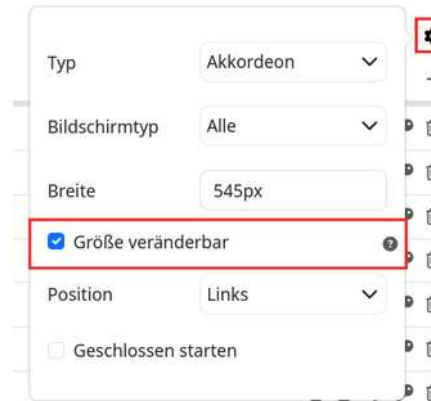 Typ Akkordeon
Bildschirmtyp Alle
Breite 545px
Größe veränderbar ?
Position Links
Geschlossen starten